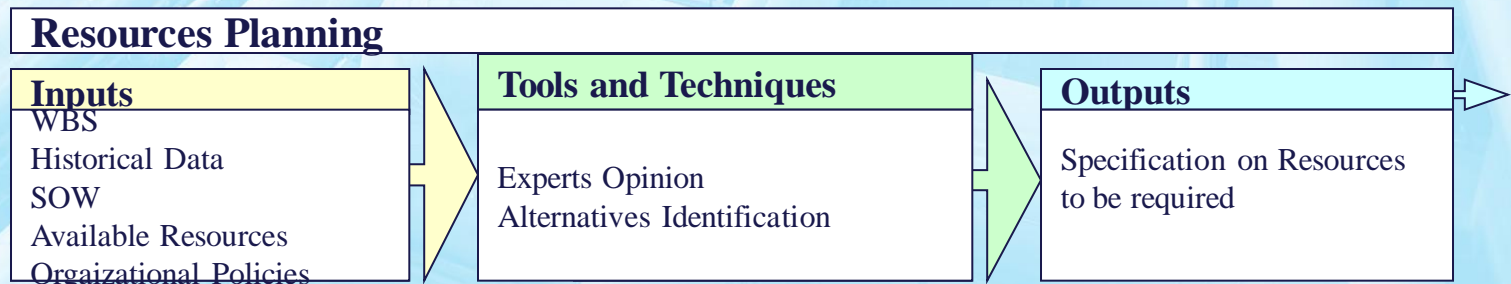 Resources Planning
Inputs
WBS
Historical Data
SOW
Available Resources
Orgaizational Policies
Tools and Techniques
Experts Opinion
Alternatives Identification
Outputs
Specification on Resources
to be required